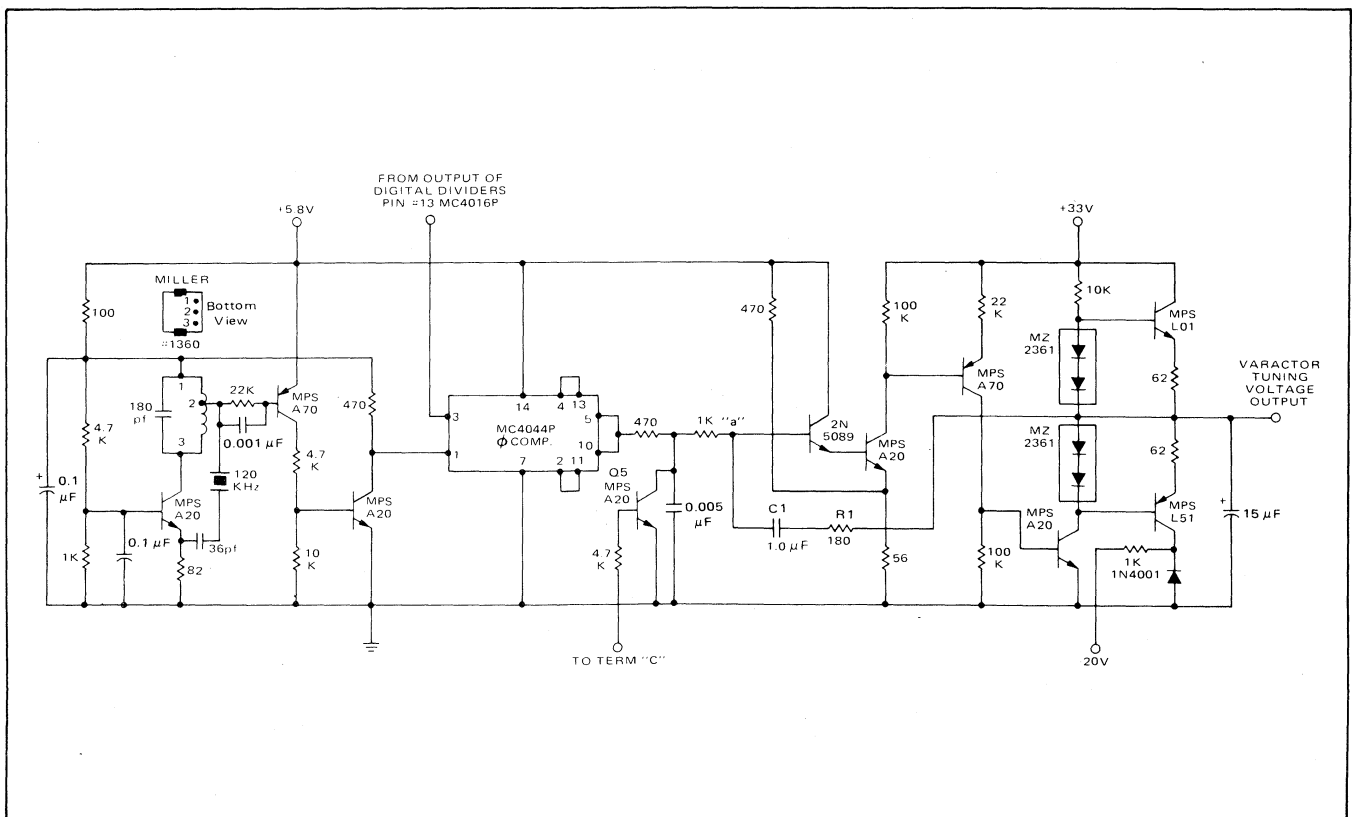 FROM OUTPUT OF
DIGITAL DIVIDERS
PIN #13 MC4016P
+5.8V
+33V
MILLER
1
2
3
Bottom
View
#1360
100
470
100
K
22
K
10K
MPS
L01
MZ
2361
62
VARACTOR
TUNING
VOLTAGE
OUTPUT
1
2
3
180
pf
22K
0.001 µF
MPS
A70
470
3
1
14
4
13
5
10
7
2
11
MC4044P
ϕ COMP.
470
1K
"a"
2N
5089
MPS
A20
MPS
A70
MZ
2361
62
4.7
K
+
0.1
µF
120
KHz
4.7
K
MPS
A20
MPS
A20
Q5
MPS
A20
0.005
µF
C1
1.0 µF
R1
180
MPS
A20
MPS
L51
+
15 µF
1K
0.1 µF
36pf
82
10
K
4.7
K
56
100
K
1K
1N4001
TO TERM "C"
20V